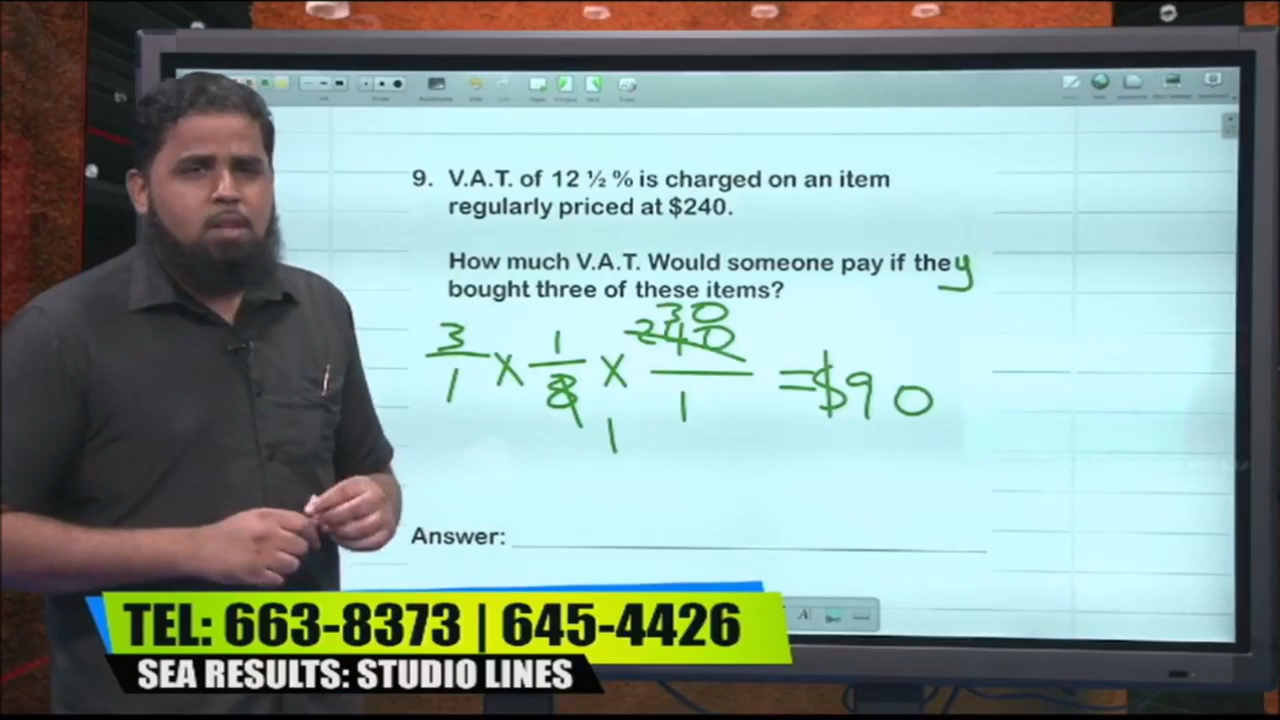 9. V.A.T. of 12 ½ % is charged on an item
regularly priced at $240.
How much V.A.T. Would someone pay if they
bought three of these items?
30
3/1 X 1/8 X 240/1 = $90
1
Answer:
TEL: 663-8373 | 645-4426
SEA RESULTS: STUDIO LINES